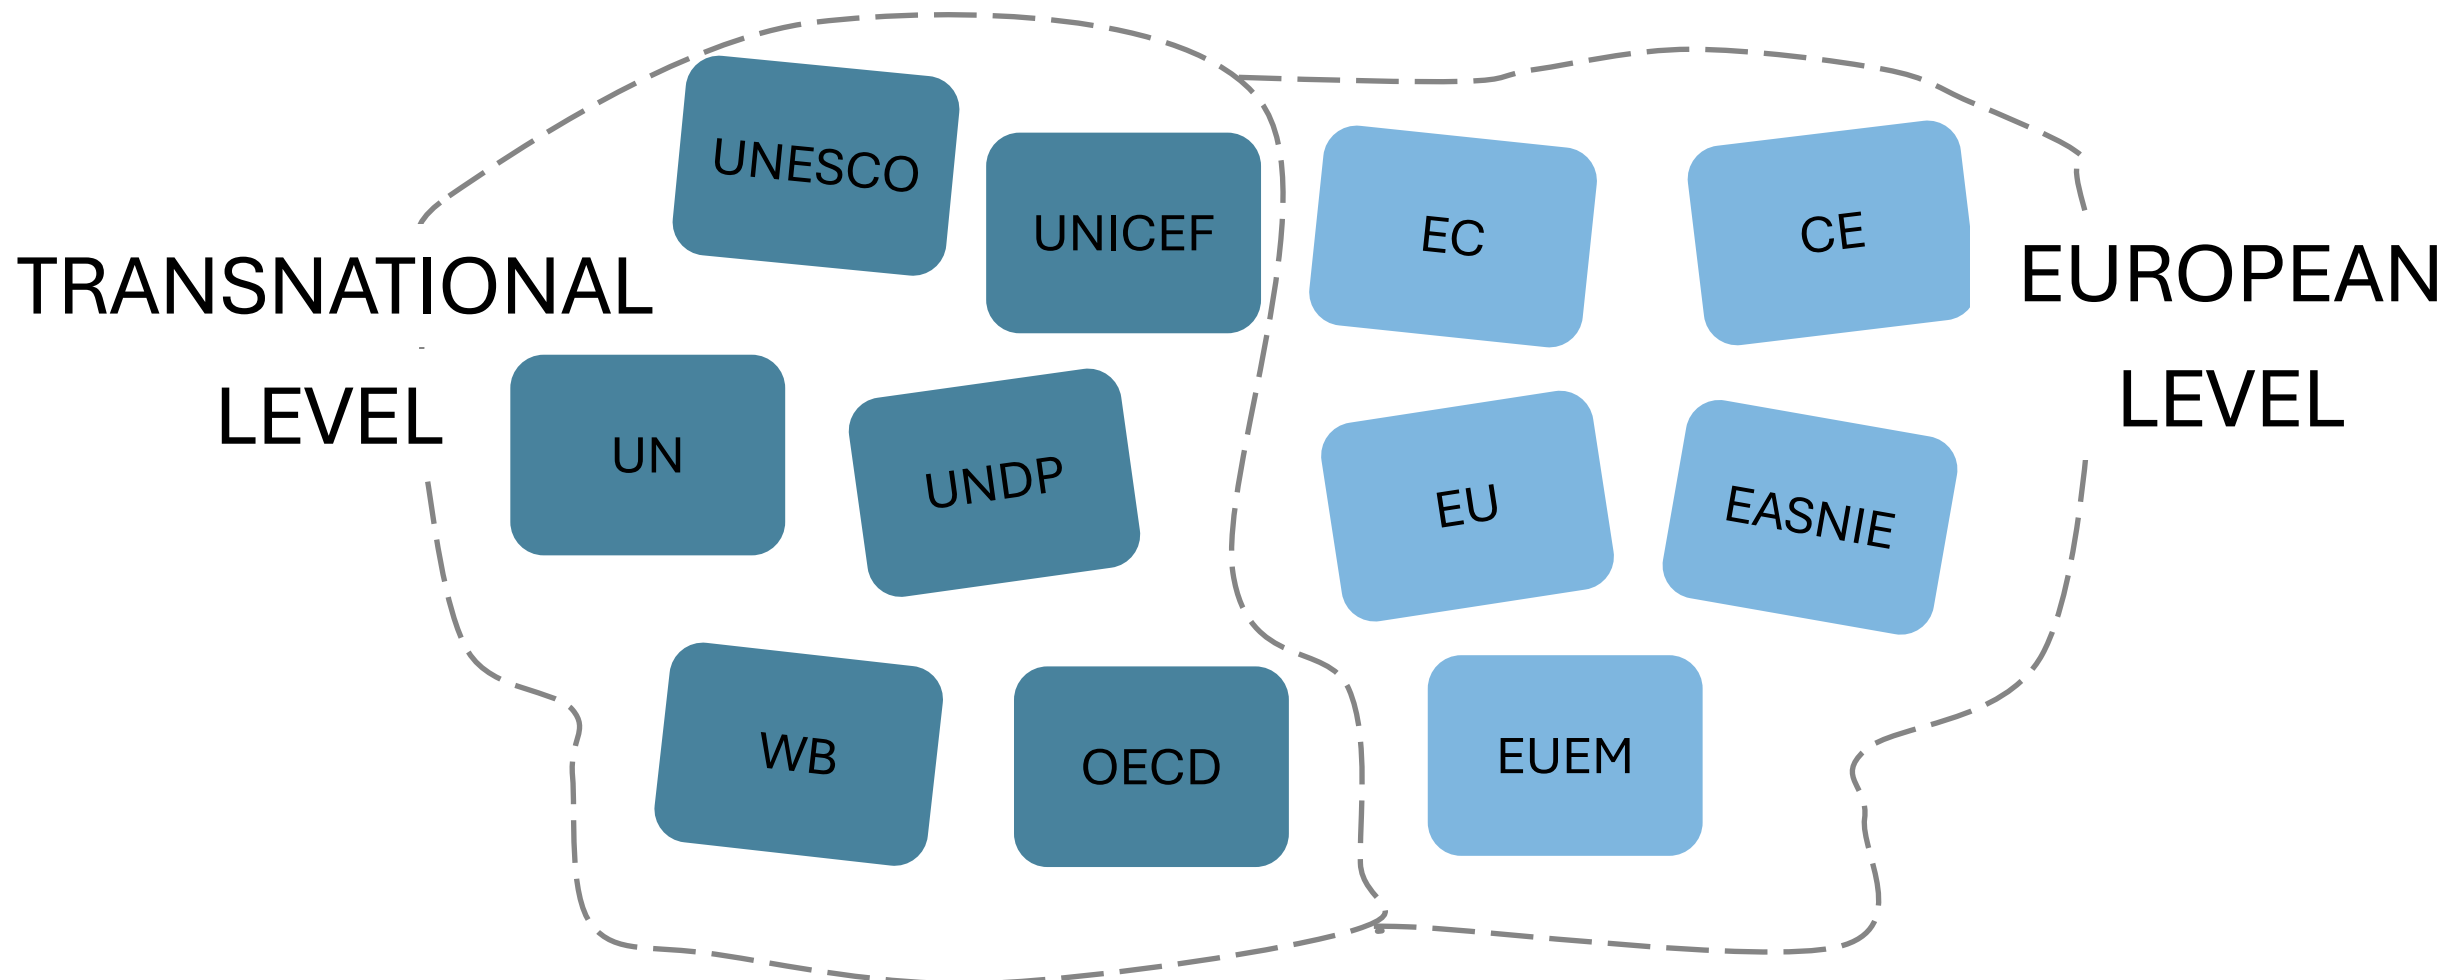 TRANSNATIONAL
LEVEL
UNESCO
UNICEF
UN
UNDP
WB
OECD
EC
CE
EU
EASNIE
EUEM
EUROPEAN
LEVEL